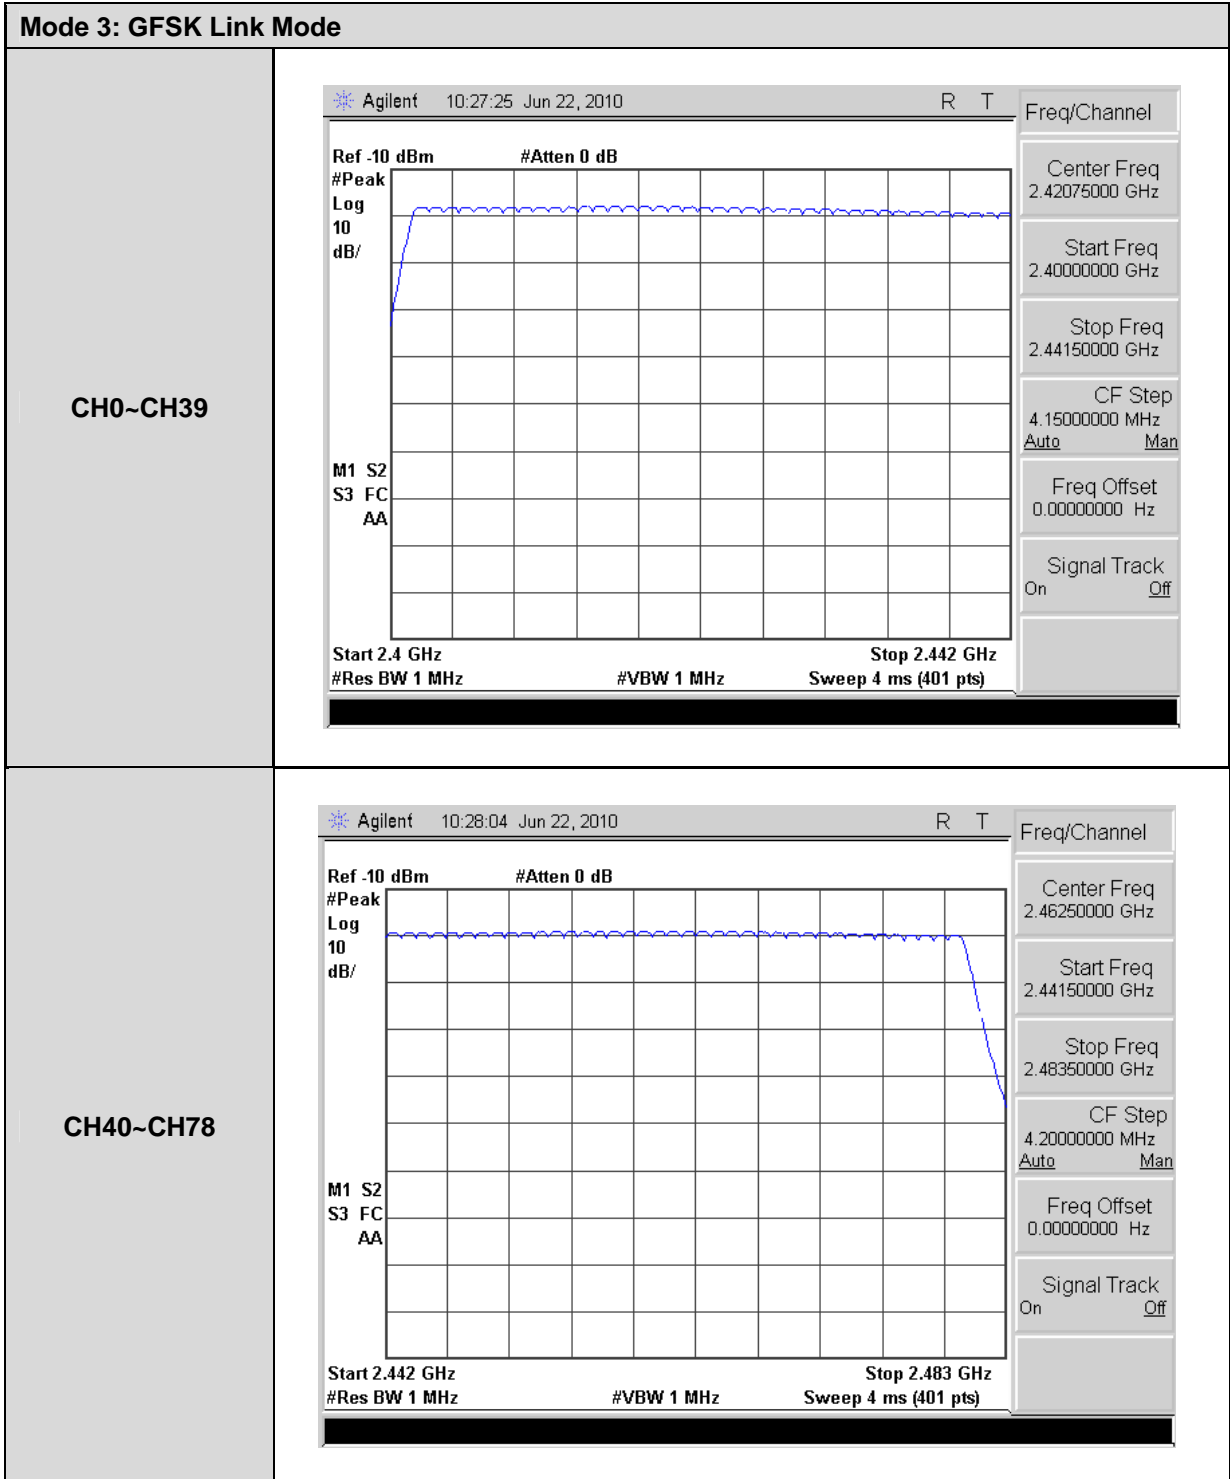 Mode 3: GFSK Link Mode
CH0~CH39
Agilent 10:27:25 Jun 22, 2010 R T
Freq/Channel
Ref -10 dBm #Atten 0 dB
#Peak
Log
10
dB/
M1 S2
S3 FC
AA
Start 2.4 GHz Stop 2.442 GHz
#Res BW 1 MHz #VBW 1 MHz Sweep 4 ms (401 pts)
Center Freq
2.42075000 GHz
Start Freq
2.40000000 GHz
Stop Freq
2.44150000 GHz
CF Step
4.15000000 MHz
Auto Man
Freq Offset
0.00000000 Hz
Signal Track
On Off
CH40~CH78
Agilent 10:28:04 Jun 22, 2010 R T
Freq/Channel
Ref -10 dBm #Atten 0 dB
#Peak
Log
10
dB/
M1 S2
S3 FC
AA
Start 2.442 GHz Stop 2.483 GHz
#Res BW 1 MHz #VBW 1 MHz Sweep 4 ms (401 pts)
Center Freq
2.46250000 GHz
Start Freq
2.44150000 GHz
Stop Freq
2.48350000 GHz
CF Step
4.20000000 MHz
Auto Man
Freq Offset
0.00000000 Hz
Signal Track
On Off